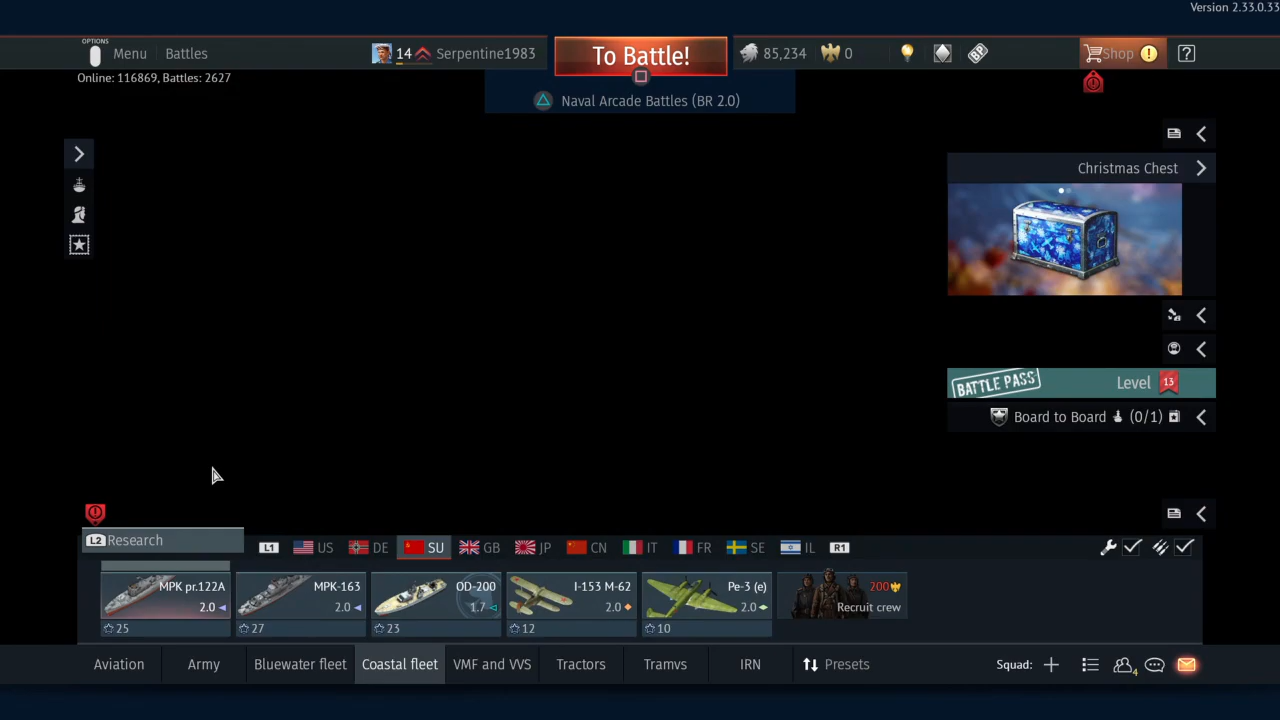 Version 2.33.0.33
OPTIONS
Menu Battles 14 Serpentine1983 To Battle! 85,234 0 Shop ! ?
Online: 116869, Battles: 2627
Naval Arcade Battles (BR 2.0)
Christmas Chest
BATTLE PASS Level 13
Board to Board (0/1)
L2 Research L1 US DE SU GB JP CN IT FR SE IL R1
MPK pr.122A MPK-163 OD-200 I-153 M-62 Pe-3 (e) 200
2.0 2.0 1.7 2.0 2.0 Recruit crew
25 27 23 12 10
Aviation Army Bluewater fleet Coastal fleet VMF and VVS Tractors Tramvs IRN Presets Squad: 4